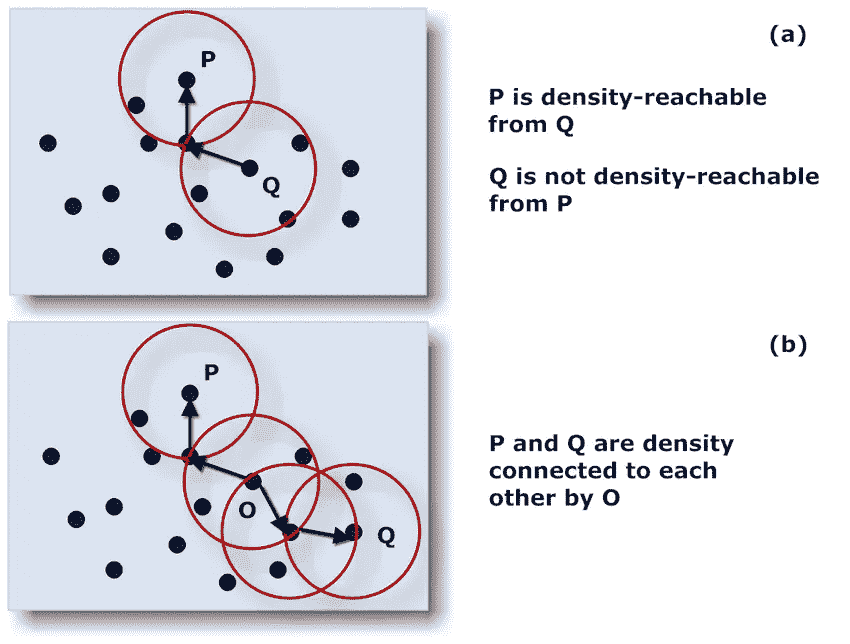 (a)
P
P is density-reachable
from Q
Q is not density-reachable
from P
Q
(b)
P
P and Q are density
connected to each
other by O
O
Q